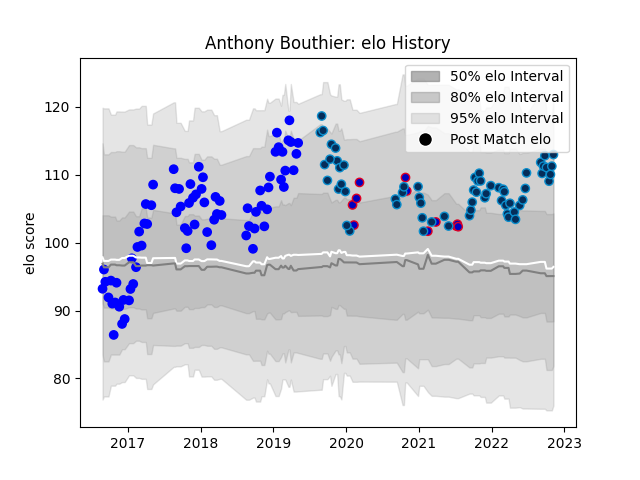 Anthony Bouthier: elo History
50% elo Interval
80% elo Interval
95% elo Interval
Post Match elo
elo score
120
110
100
90
80
2017 2018 2019 2020 2021 2022 2023